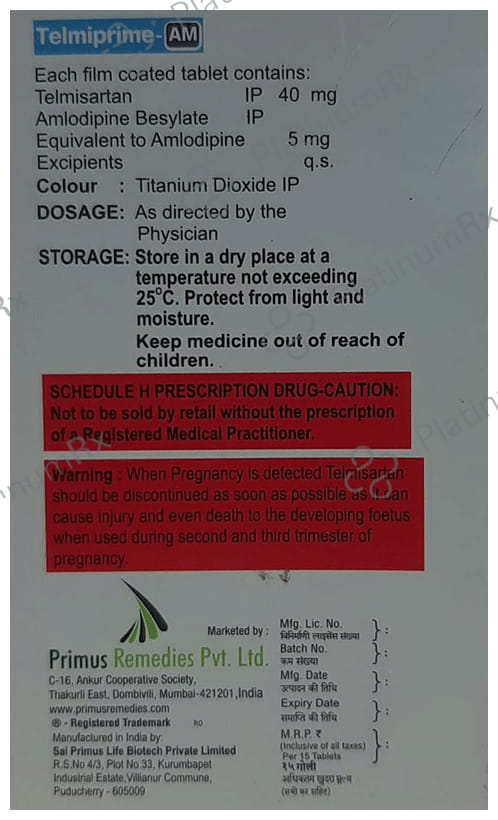 Telmiprime-AM
Each film coated tablet contains:
Telmisartan IP 40 mg
Amlodipine Besylate IP
Equivalent to Amlodipine 5 mg
Excipients q.s.
Colour : Titanium Dioxide IP
DOSAGE: As directed by the
Physician
STORAGE: Store in a dry place at a
temperature not exceeding
25°C. Protect from light and
moisture.
Keep medicine out of reach of
children.
SCHEDULE H PRESCRIPTION DRUG-CAUTION:
Not to be sold by retail without the prescription
of a Registered Medical Practitioner.
Warning : When Pregnancy is detected Telmisartan
should be discontinued as soon as possible as it can
cause injury and even death to the developing foetus
when used during second and third trimester of
pregnancy.
Marketed by :
Primus Remedies Pvt. Ltd.
C-16, Ankur Cooperative Society,
Thakurli East, Dombivili, Mumbai-421201,India
www.primusremedies.com
® - Registered Trademark RO
Manufactured in India by:
Sai Primus Life Biotech Private Limited
R.S.No 4/3, Plot No.33, Kurumbapet
Industrial Estate,Villianur Commune,
Puducherry - 605009
Mfg. Lic. No. } :
विनिर्माणी लाइसेंस संख्या
Batch No. } :
क्रम संख्या
Mfg. Date } :
उत्पादन की तिथि
Expiry Date } :
समाप्ति की तिथि
M.R.P. ₹ } :
(Inclusive of all taxes)
Per 15 Tablets
१५ गोली
अधिकतम खुदरा मूल्य
(सभी कर सहित)
PlatinumRx
PlatinumRx
PlatinumRx